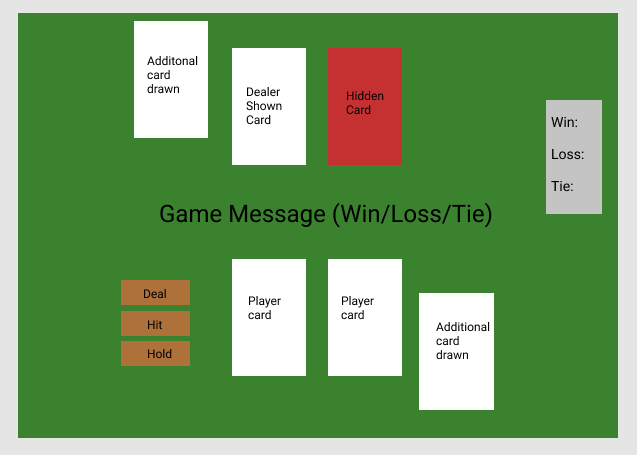 Additonal
card
drawn
Dealer
Shown
Card
Hidden
Card
Win:
Loss:
Tie:
Game Message (Win/Loss/Tie)
Deal
Hit
Hold
Player
card
Player
card
Additional
card
drawn